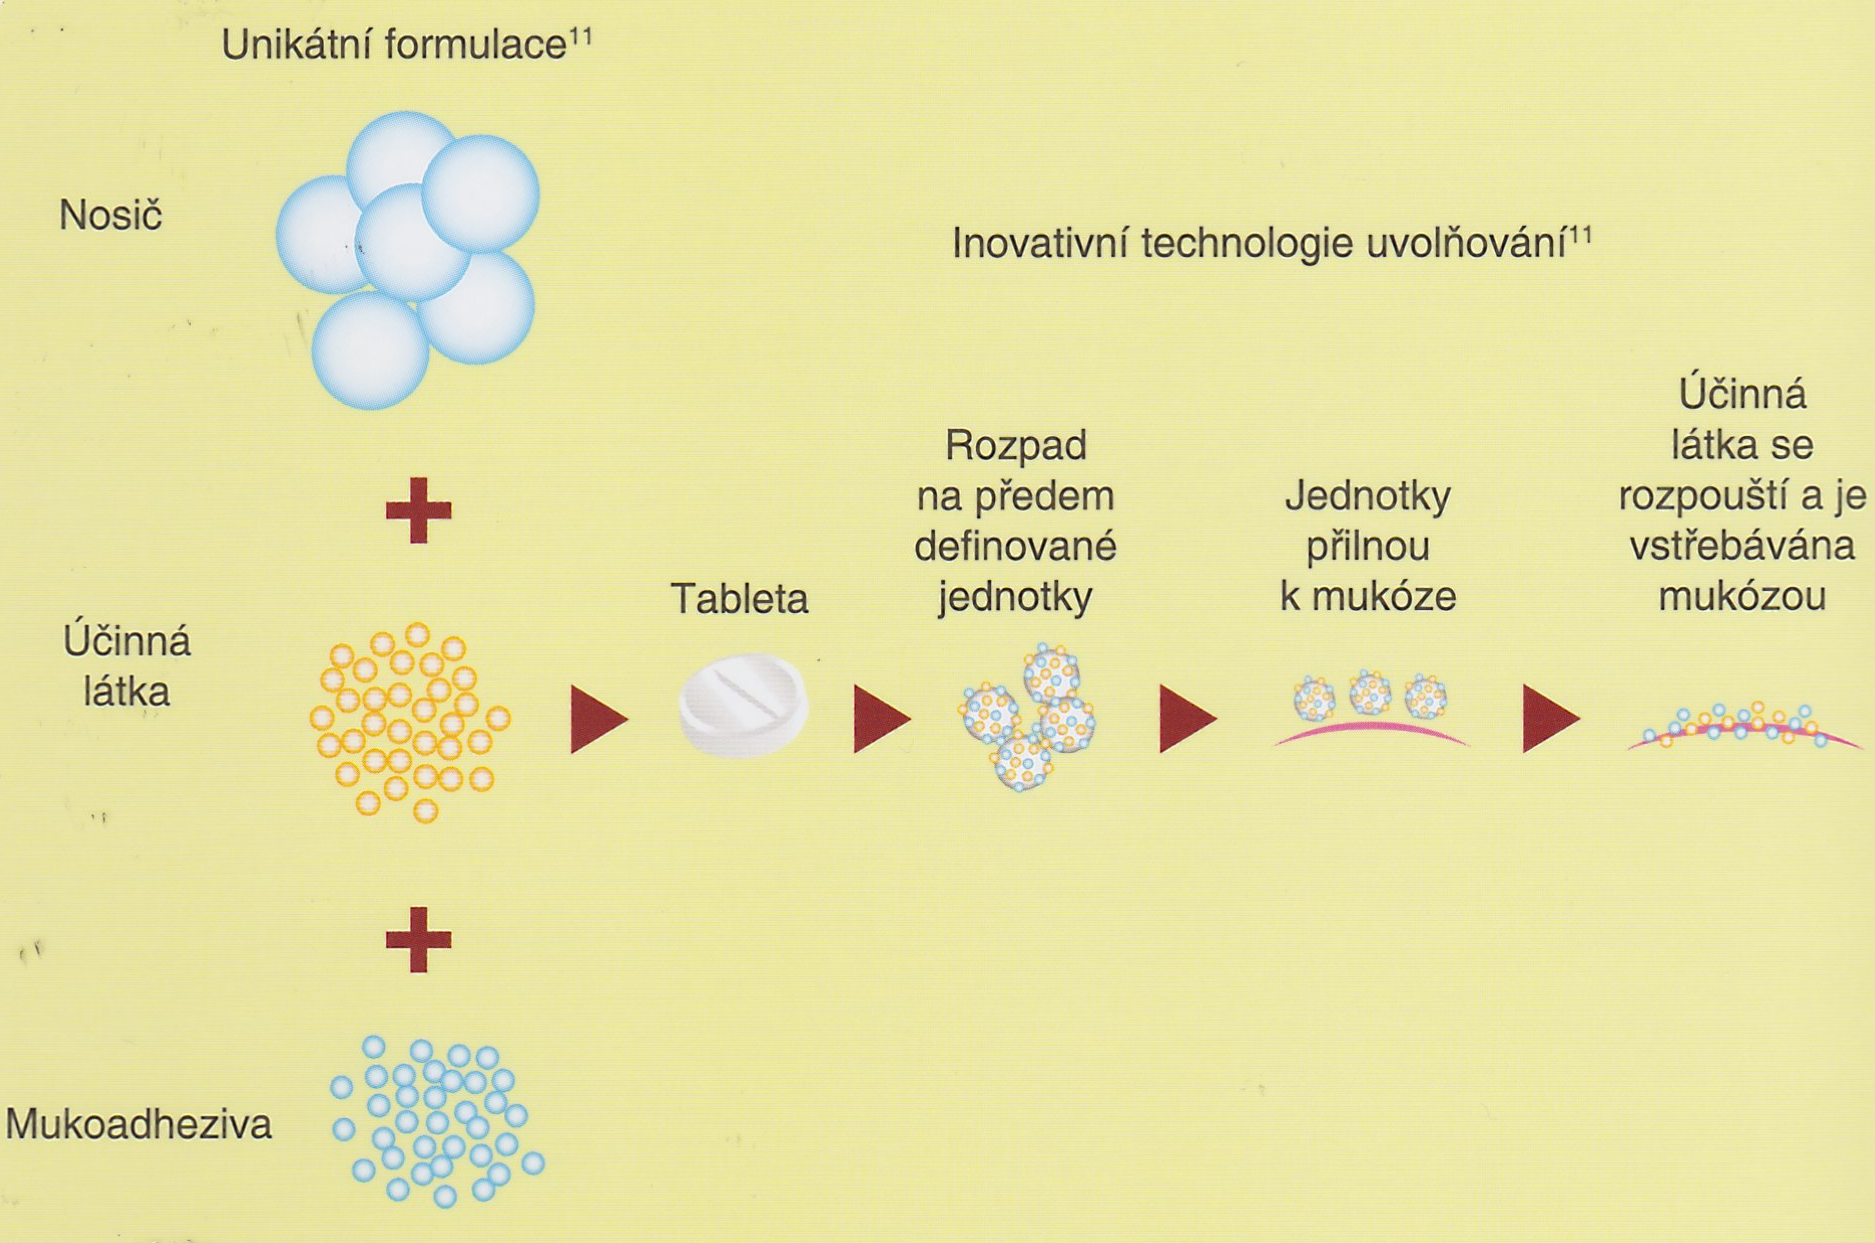 Unikátní formulace¹¹
Nosič
Inovativní technologie uvolňování¹¹
Účinná
látka
Mukoadheziva
Tableta
Rozpad
na předem
definované
jednotky
Jednotky
přilnou
k mukóze
Účinná
látka se
rozpouští a je
vstřebávána
mukózou